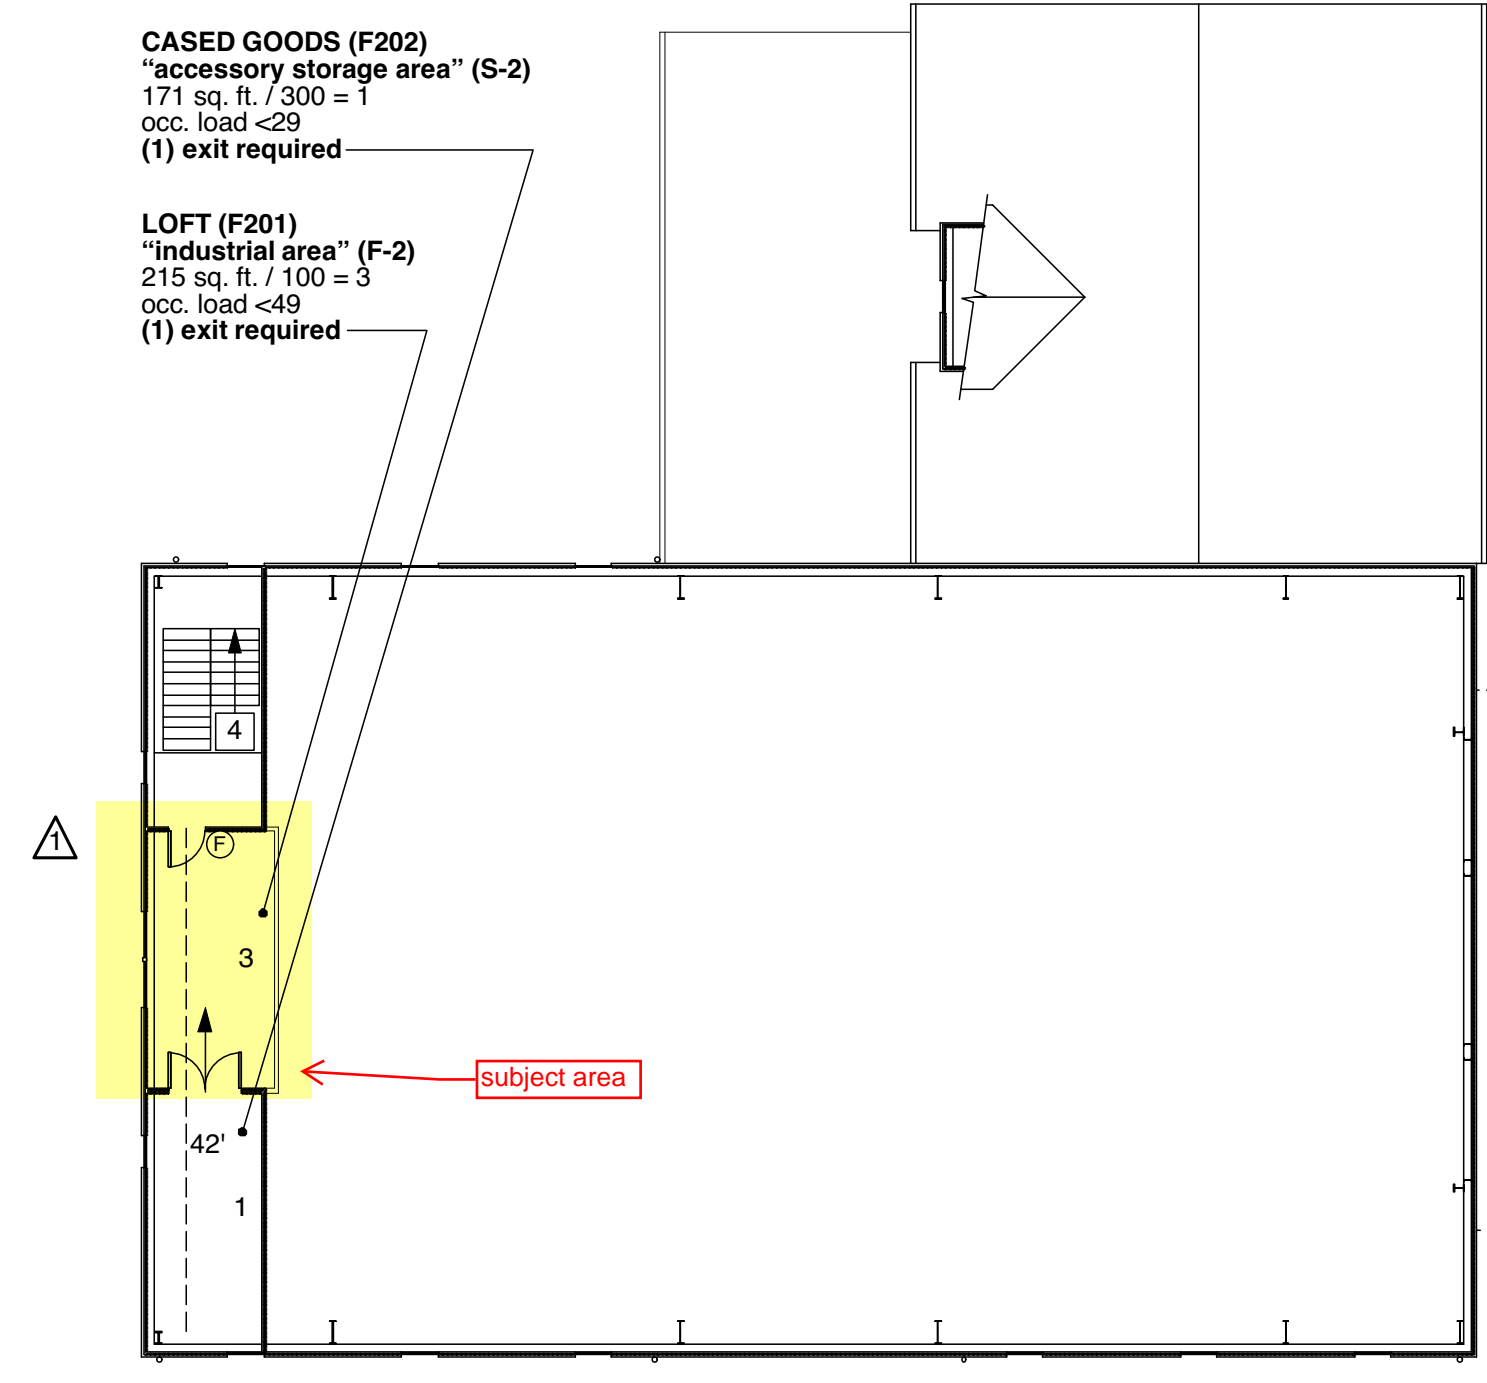 CASED GOODS (F202)
“accessory storage area” (S-2)
171 sq. ft. / 300 = 1
occ. load <29
(1) exit required
LOFT (F201)
“industrial area” (F-2)
215 sq. ft. / 100 = 3
occ. load <49
(1) exit required
4
1
F
3
subject area
42'
1